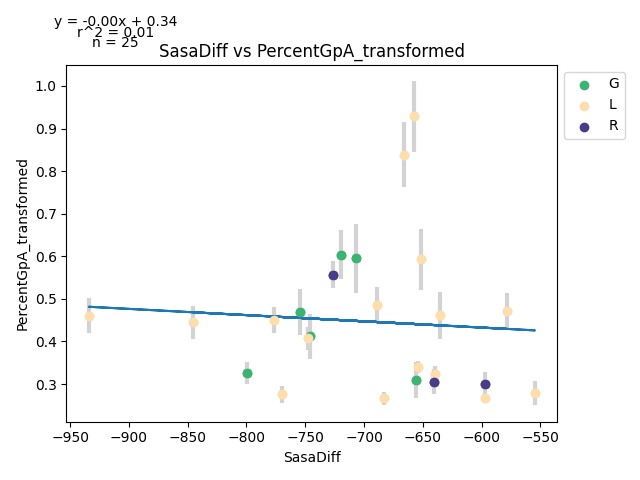 y = -0.00x + 0.34
r^2 = 0.01
n = 25
SasaDiff vs PercentGpA_transformed
1.0
0.9
0.8
0.7
0.6
0.5
0.4
0.3
PercentGpA_transformed
−950
−900
−850
−800
−750
−700
−650
−600
−550
SasaDiff
G
L
R